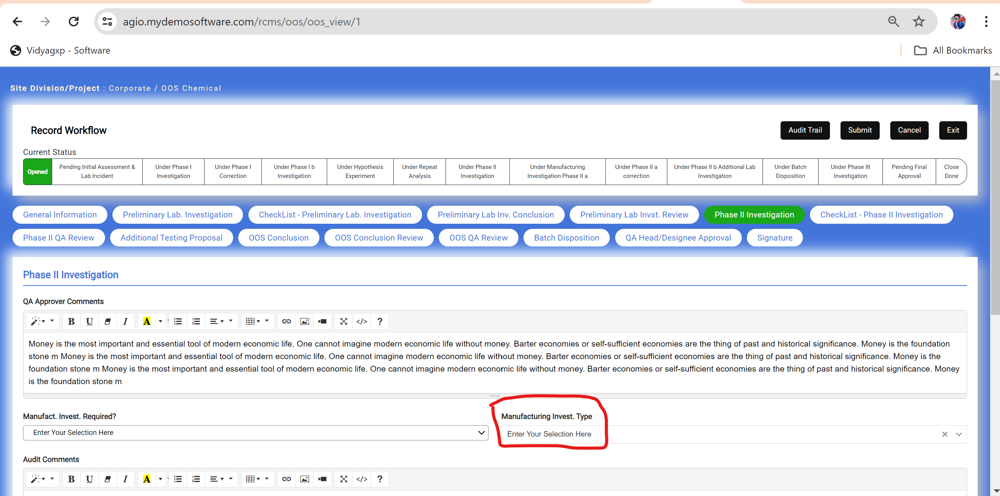 agio.mydemosoftware.com/rcms/oos/oos_view/1
Vidyagxp - Software
All Bookmarks
Site Division/Project : Corporate / OOS Chemical
Record Workflow
Audit Trail
Submit
Cancel
Exit
Current Status
Opened
Pending Initial Assessment &
Lab Incident
Under Phase I
Investigation
Under Phase I
Correction
Under Phase I b
Investigation
Under Hypothesis
Experiment
Under Repeat
Analysis
Under Phase II
Investigation
Under Manufacturing
Investigation Phase II a
Under Phase II a
correction
Under Phase II b Additional Lab
Investigation
Under Batch
Disposition
Under Phase III
Investigation
Pending Final
Approval
Close
Done
General Information
Preliminary Lab. Investigation
CheckList - Preliminary Lab. Investigation
Preliminary Lab Inv. Conclusion
Preliminary Lab Invst. Review
Phase II Investigation
CheckList - Phase II Investigation
Phase II QA Review
Additional Testing Proposal
OOS Conclusion
OOS Conclusion Review
OOS QA Review
Batch Disposition
QA Head/Designee Approval
Signature
Phase II Investigation
QA Approver Comments
B U I A </> ?
Money is the most important and essential tool of modern economic life. One cannot imagine modern economic life without money. Barter economies or self-sufficient economies are the thing of past and historical significance. Money is the foundation
stone m Money is the most important and essential tool of modern economic life. One cannot imagine modern economic life without money. Barter economies or self-sufficient economies are the thing of past and historical significance. Money is the
foundation stone m Money is the most important and essential tool of modern economic life. One cannot imagine modern economic life without money. Barter economies or self-sufficient economies are the thing of past and historical significance. Money
is the foundation stone m
Manufact. Invest. Required?
Enter Your Selection Here
Manufacturing Invest. Type
Enter Your Selection Here
Audit Comments
B U I A </> ?